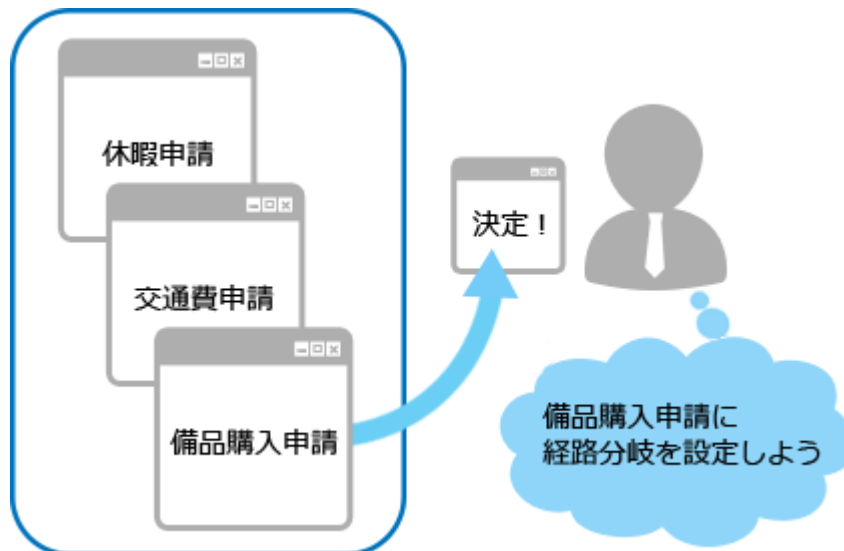 休暇申請
交通費申請
備品購入申請
決定！
備品購入申請に
経路分岐を設定しよう